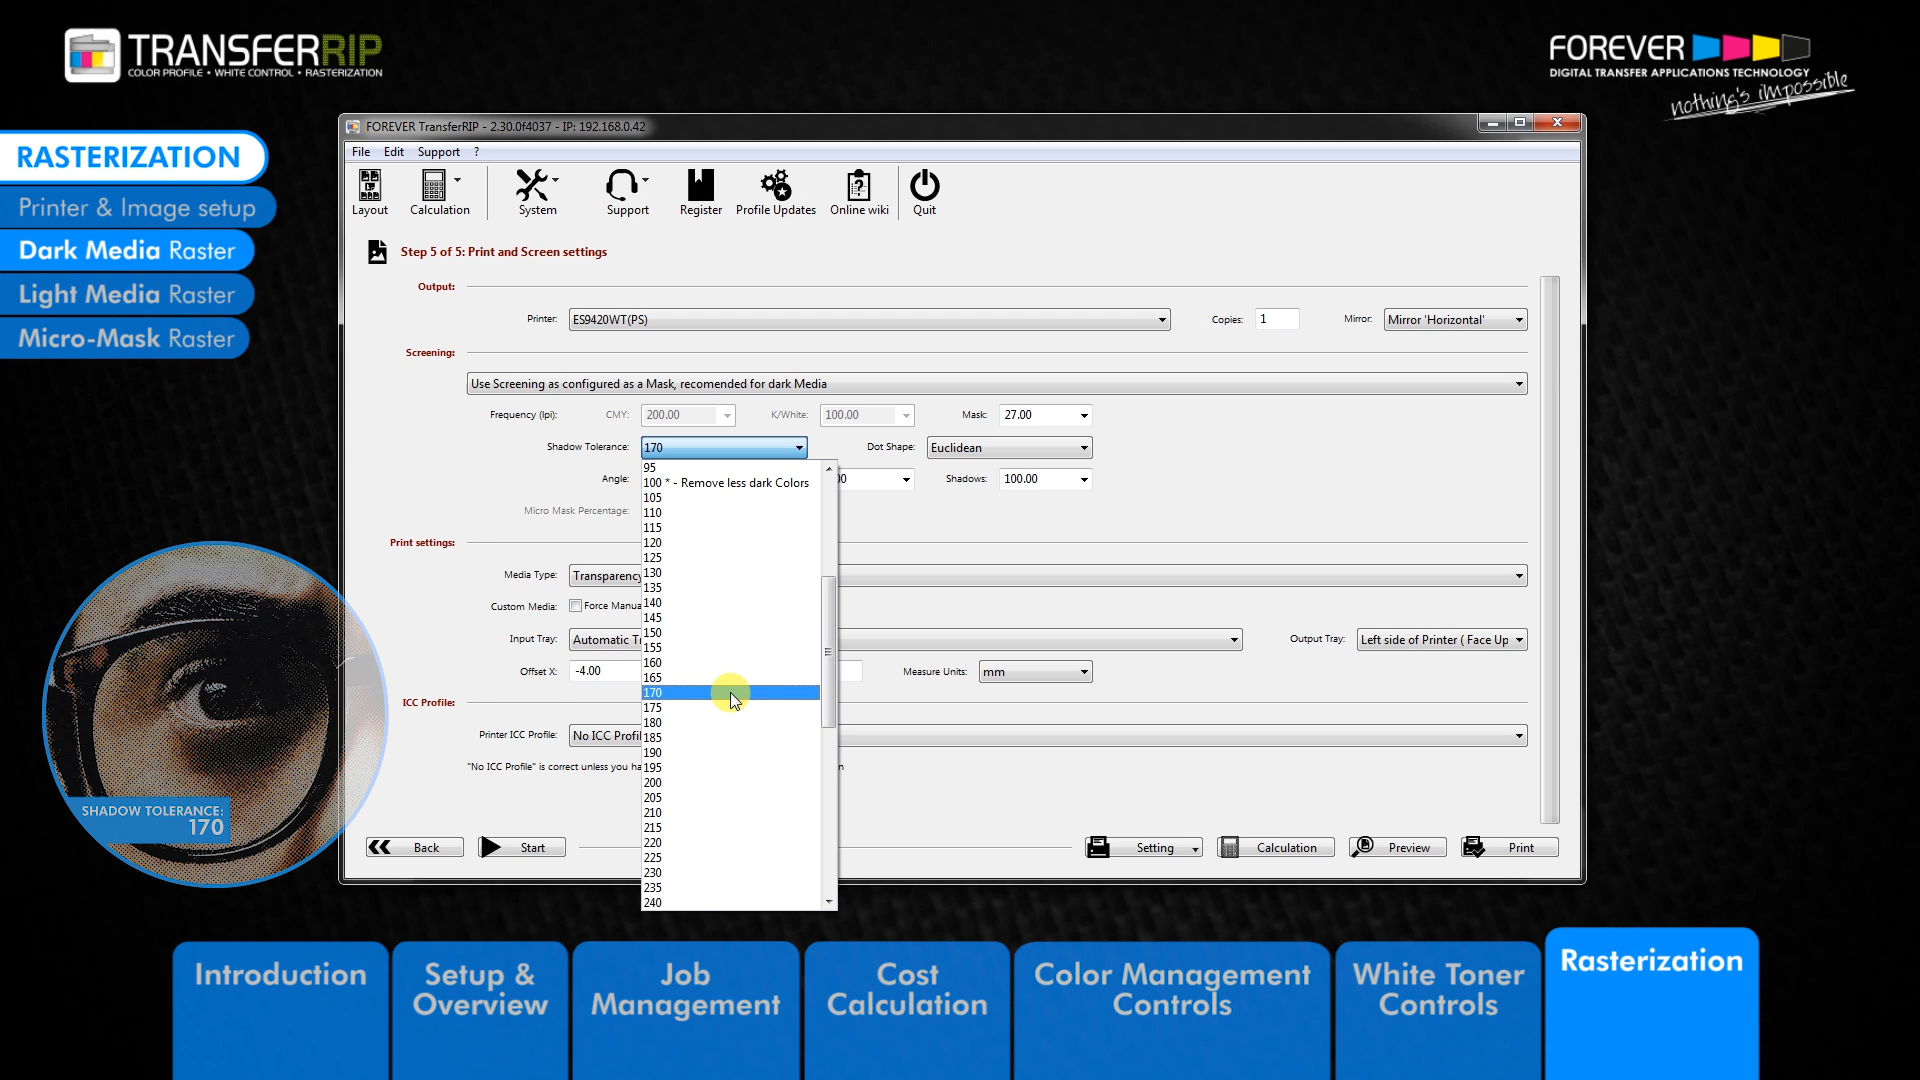 TRANSFERRIP
COLOR PROFILE • WHITE CONTROL • RASTERIZATION
FOREVER
DIGITAL TRANSFER APPLICATIONS TECHNOLOGY
nothing's impossible
RASTERIZATION
Printer & Image setup
Dark Media Raster
Light Media Raster
Micro-Mask Raster
FOREVER TransferRIP - 2.30.0f4037 - IP: 192.168.0.42
File Edit Support ?
Layout Calculation System Support Register Profile Updates Online wiki Quit
Step 5 of 5: Print and Screen settings
Output:
Printer: ES9420WT(PS) Copies: 1 Mirror: Mirror 'Horizontal'
Screening:
Use Screening as configured as a Mask, recomended for dark Media
Frequency (lpi): CMY: 200.00 K/White: 100.00 Mask: 27.00
Shadow Tolerance: 170 Dot Shape: Euclidean
Angle: Shadows: 100.00
Micro Mask Percentage:
95
100 * - Remove less dark Colors
105
110
115
120
125
130
135
140
145
150
155
160
165
170
175
180
185
190
195
200
205
210
215
220
225
230
235
240
Print settings:
Media Type: Transparency
Custom Media: Force Manua
Input Tray: Automatic Output Tray: Left side of Printer ( Face Up
Offset X: -4.00 Measure Units: mm
ICC Profile:
Printer ICC Profile: No ICC Profil
"No ICC Profile" is correct unless you ha
Back Start Setting Calculation Preview Print
SHADOW TOLERANCE:
170
Introduction
Setup &
Overview
Job
Management
Cost
Calculation
Color Management
Controls
White Toner
Controls
Rasterization